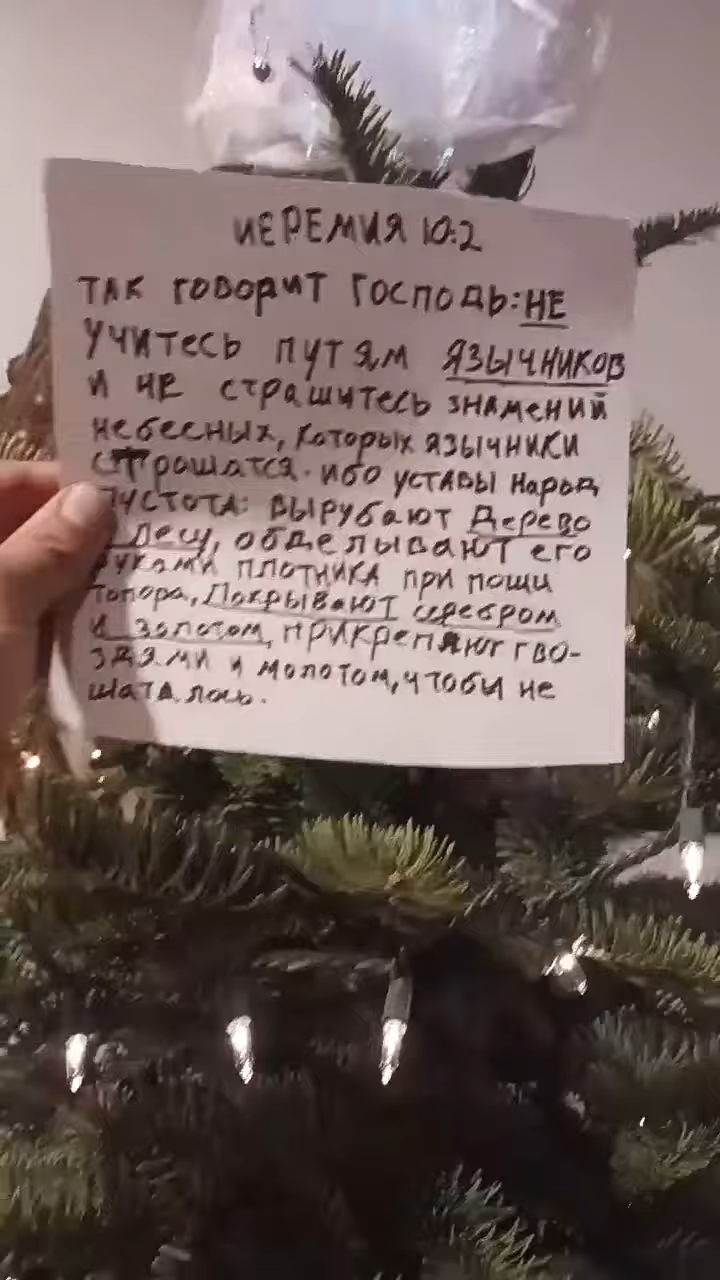 ИЕРЕМИЯ 10:2
ТАК ГОВОРИТ ГОСПОДЬ: НЕ
УЧИТЕСЬ ПУТЯМ ЯЗЫЧНИКОВ
И НЕ СТРАШИТЕСЬ ЗНАМЕНИЙ
НЕБЕСНЫХ, КОТОРЫХ ЯЗЫЧНИКИ
СТРАШАТСЯ. ИБО УСТАВЫ НАРОД
ПУСТОТА: ВЫРУБАЮТ ДЕРЕВО
ЛЕСУ, ОБДЕЛЫВАЮТ ЕГО
РУКАМИ ПЛОТНИКА ПРИ ПОЩИ
ТОПОРА, ПОКРЫВАЮТ СЕРЕБРОМ
И ЗОЛОТОМ, ПРИКРЕПЯЮТ ГВО-
ЗДЯМИ И МОЛОТОМ, ЧТОБЫ НЕ
ШАТАЛОСЬ.